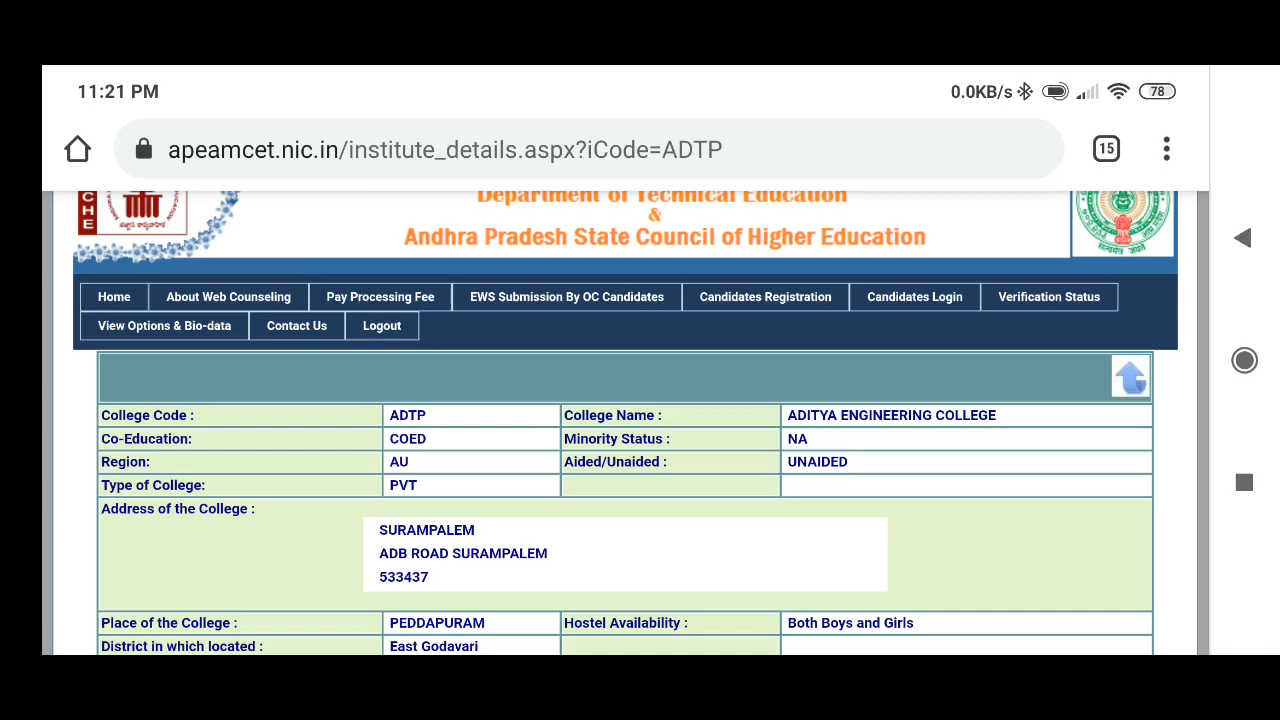 11:21 PM 0.0KB/s 78
apeamcet.nic.in/institute_details.aspx?iCode=ADTP 15
CHE
Department of Technical Education
&
Andhra Pradesh State Council of Higher Education
Home About Web Counseling Pay Processing Fee EWS Submission By OC Candidates Candidates Registration Candidates Login Verification Status
View Options & Bio-data Contact Us Logout
College Code : ADTP College Name : ADITYA ENGINEERING COLLEGE
Co-Education: COED Minority Status : NA
Region: AU Aided/Unaided : UNAIDED
Type of College: PVT
Address of the College :
SURAMPALEM
ADB ROAD SURAMPALEM
533437
Place of the College : PEDDAPURAM Hostel Availability : Both Boys and Girls
District in which located : East Godavari